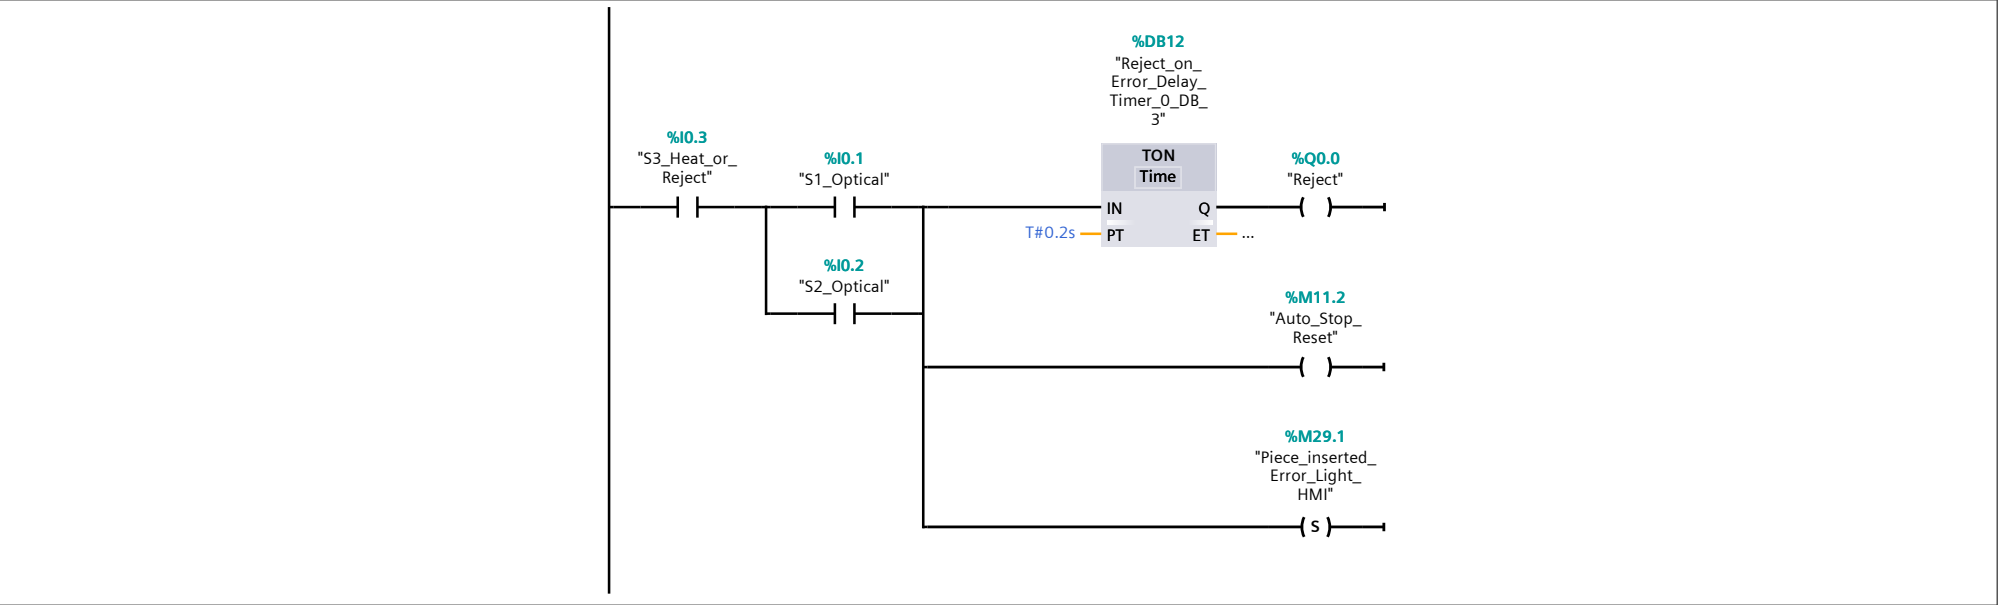 %DB12
"Reject_on_
Error_Delay_
Timer_0_DB_
3"
%I0.3
"S3_Heat_or_
Reject"
%I0.1
"S1_Optical"
TON
Time
%Q0.0
"Reject"
IN
Q
T#0.2s
PT
ET
...
%I0.2
"S2_Optical"
%M11.2
"Auto_Stop_
Reset"
%M29.1
"Piece_inserted_
Error_Light_
HMI"
S